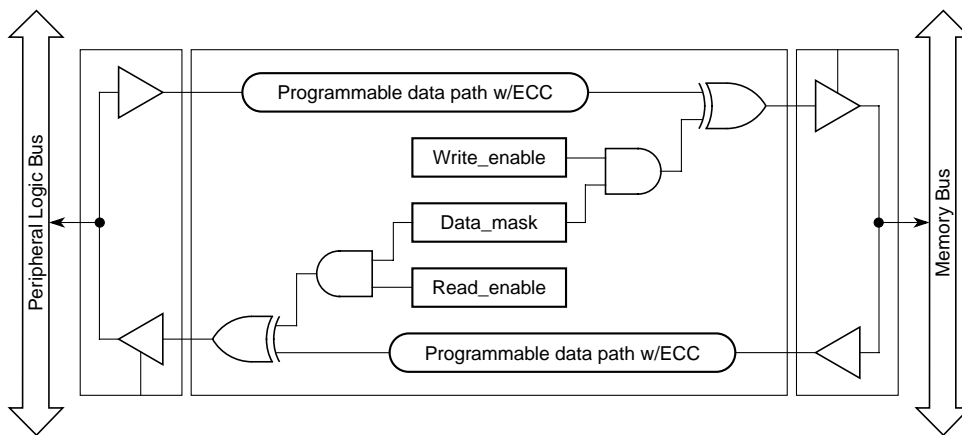 Peripheral Logic Bus
Programmable data path w/ECC
Write_enable
Data_mask
Read_enable
Programmable data path w/ECC
Memory Bus